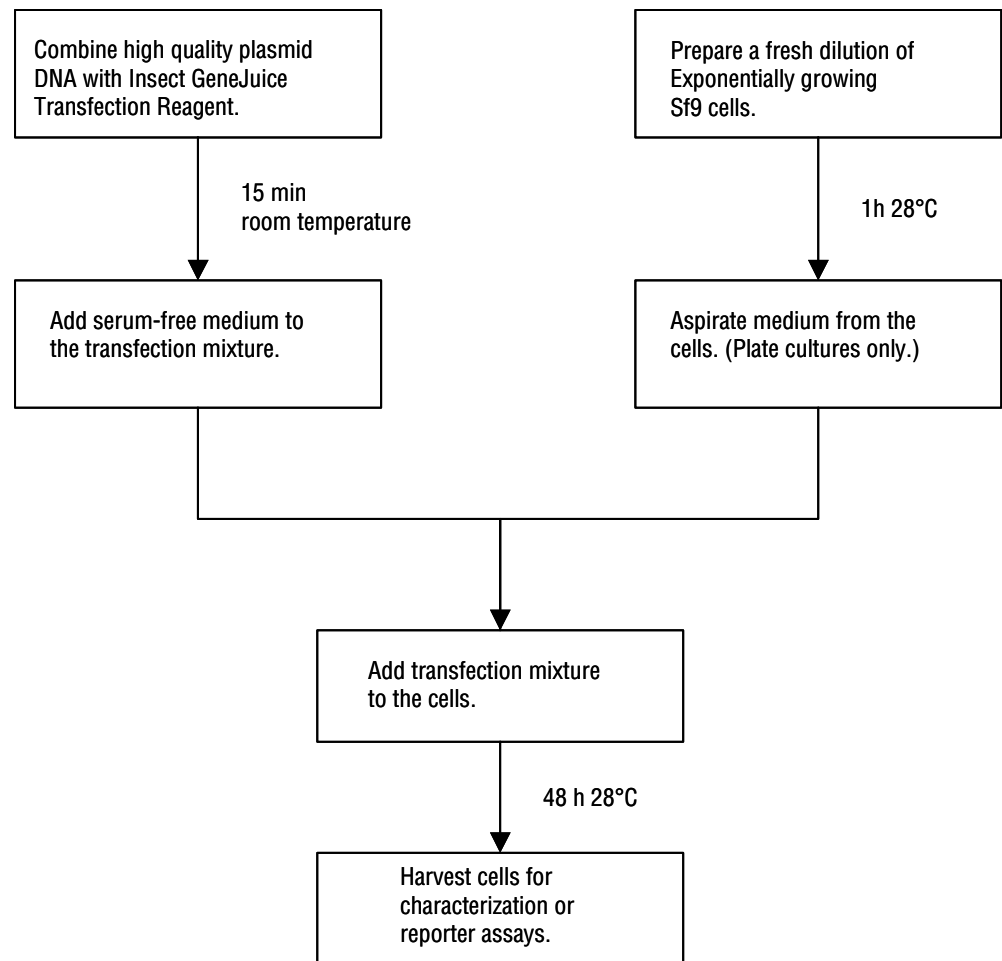 Combine high quality plasmid
DNA with Insect GeneJuice
Transfection Reagent.
Prepare a fresh dilution of
Exponentially growing
Sf9 cells.
15 min
room temperature
1h 28°C
Add serum-free medium to
the transfection mixture.
Aspirate medium from the
cells. (Plate cultures only.)
Add transfection mixture
to the cells.
48 h 28°C
Harvest cells for
characterization or
reporter assays.